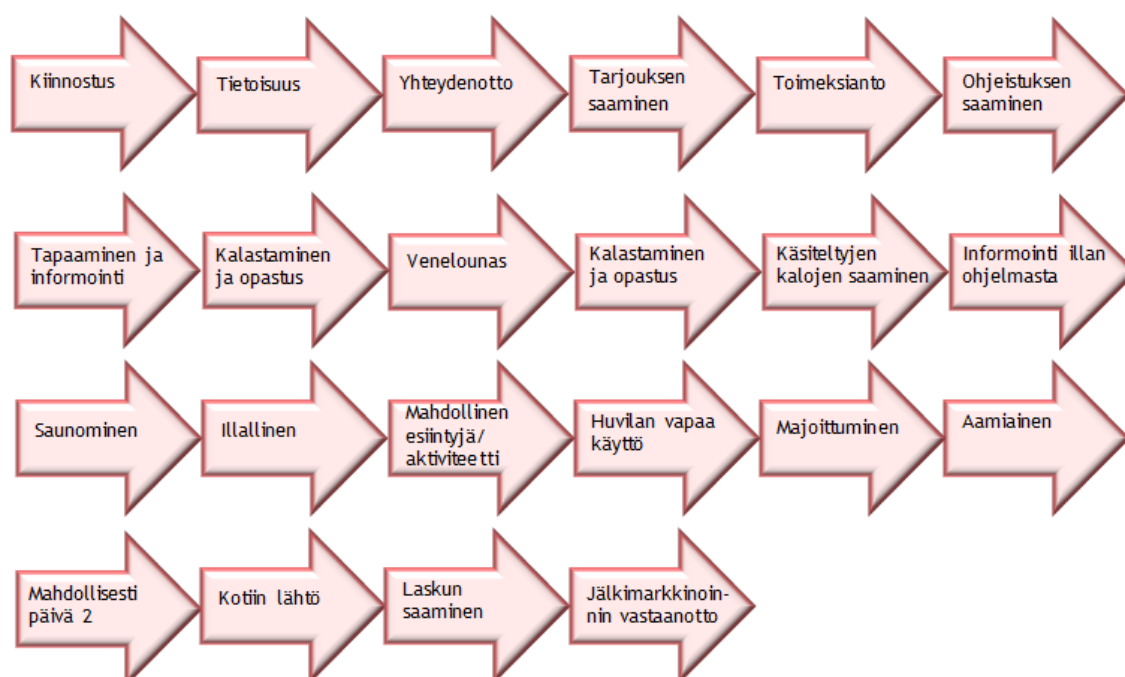 Kiinnostus
Tietoisuus
Yhteydenotto
Tarjouksen
saaminen
Toimeksianto
Ohjeistuksen
saaminen
Tapaaminen ja
informointi
Kalastaminen
ja opastus
Venelounas
Kalastaminen
ja opastus
Käsiteltyjen
kalojen saaminen
Informointi illan
ohjelmasta
Saunominen
Illallinen
Mahdollinen
esiintyjä/
aktiviteetti
Huvilan vapaa
käyttö
Majoittuminen
Aamiainen
Mahdollisesti
päivä 2
Kotiin lähtö
Laskun
saaminen
Jälkimarkkinoin-
nin vastaanotto